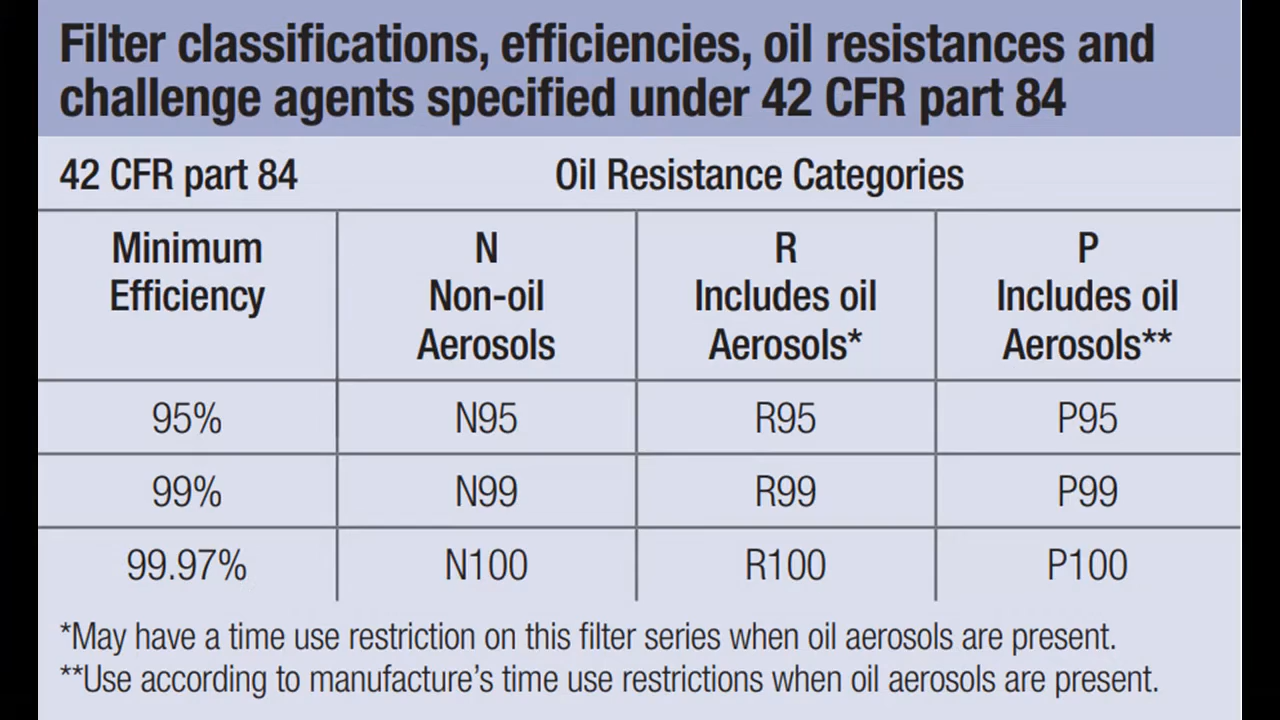 Filter classifications, efficiencies, oil resistances and
challenge agents specified under 42 CFR part 84
42 CFR part 84 Oil Resistance Categories
Minimum Efficiency N Non-oil Aerosols R Includes oil Aerosols* P Includes oil Aerosols**
95% N95 R95 P95
99% N99 R99 P99
99.97% N100 R100 P100
*May have a time use restriction on this filter series when oil aerosols are present.
**Use according to manufacture’s time use restrictions when oil aerosols are present.